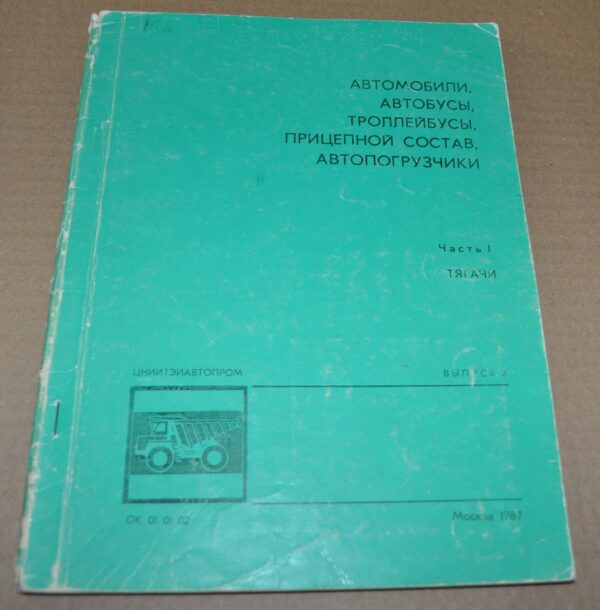 АВТОМОБИЛИ,
АВТОБУСЫ,
ТРОЛЛЕЙБУСЫ,
ПРИЦЕПНОЙ СОСТАВ,
АВТОПОГРУЗЧИКИ
Часть I
ТЯГАЧИ
ЦНИИТЭИАВТОПРОМ
ВЫПУСК 2
ОК 01.01.02
Москва 1987